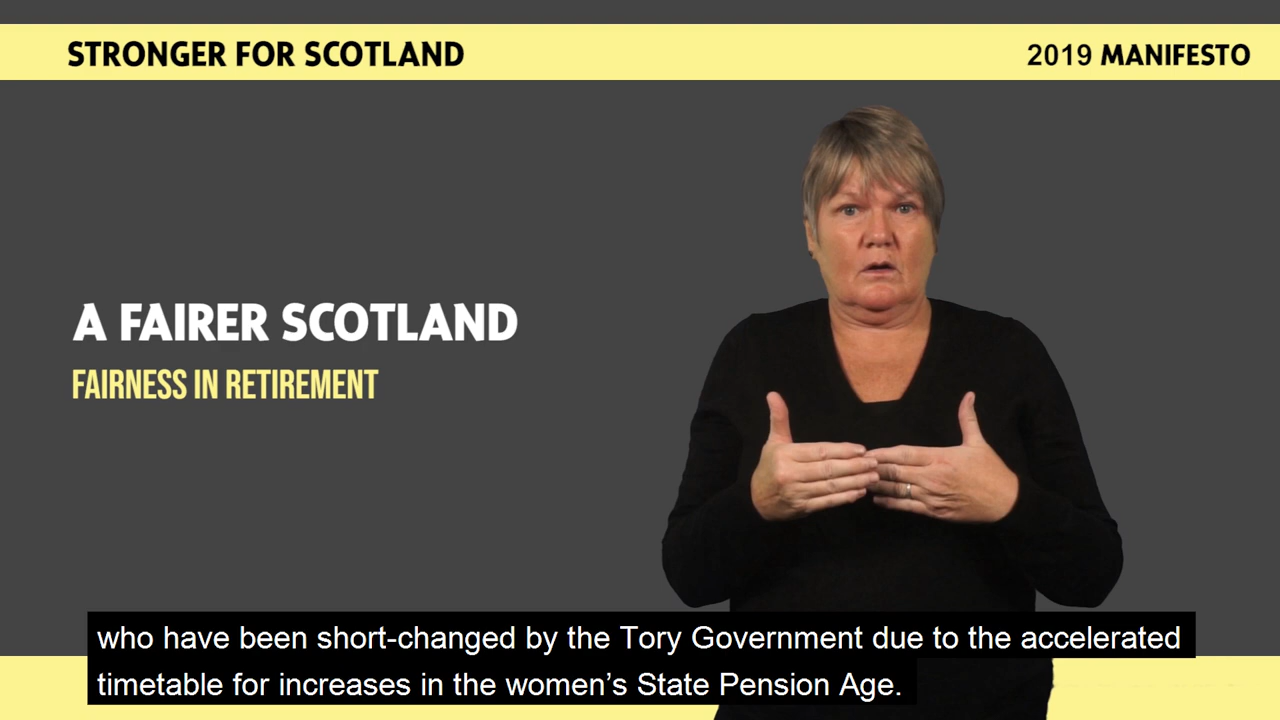 STRONGER FOR SCOTLAND
2019 MANIFESTO
A FAIRER SCOTLAND
FAIRNESS IN RETIREMENT
who have been short-changed by the Tory Government due to the accelerated
timetable for increases in the women’s State Pension Age.